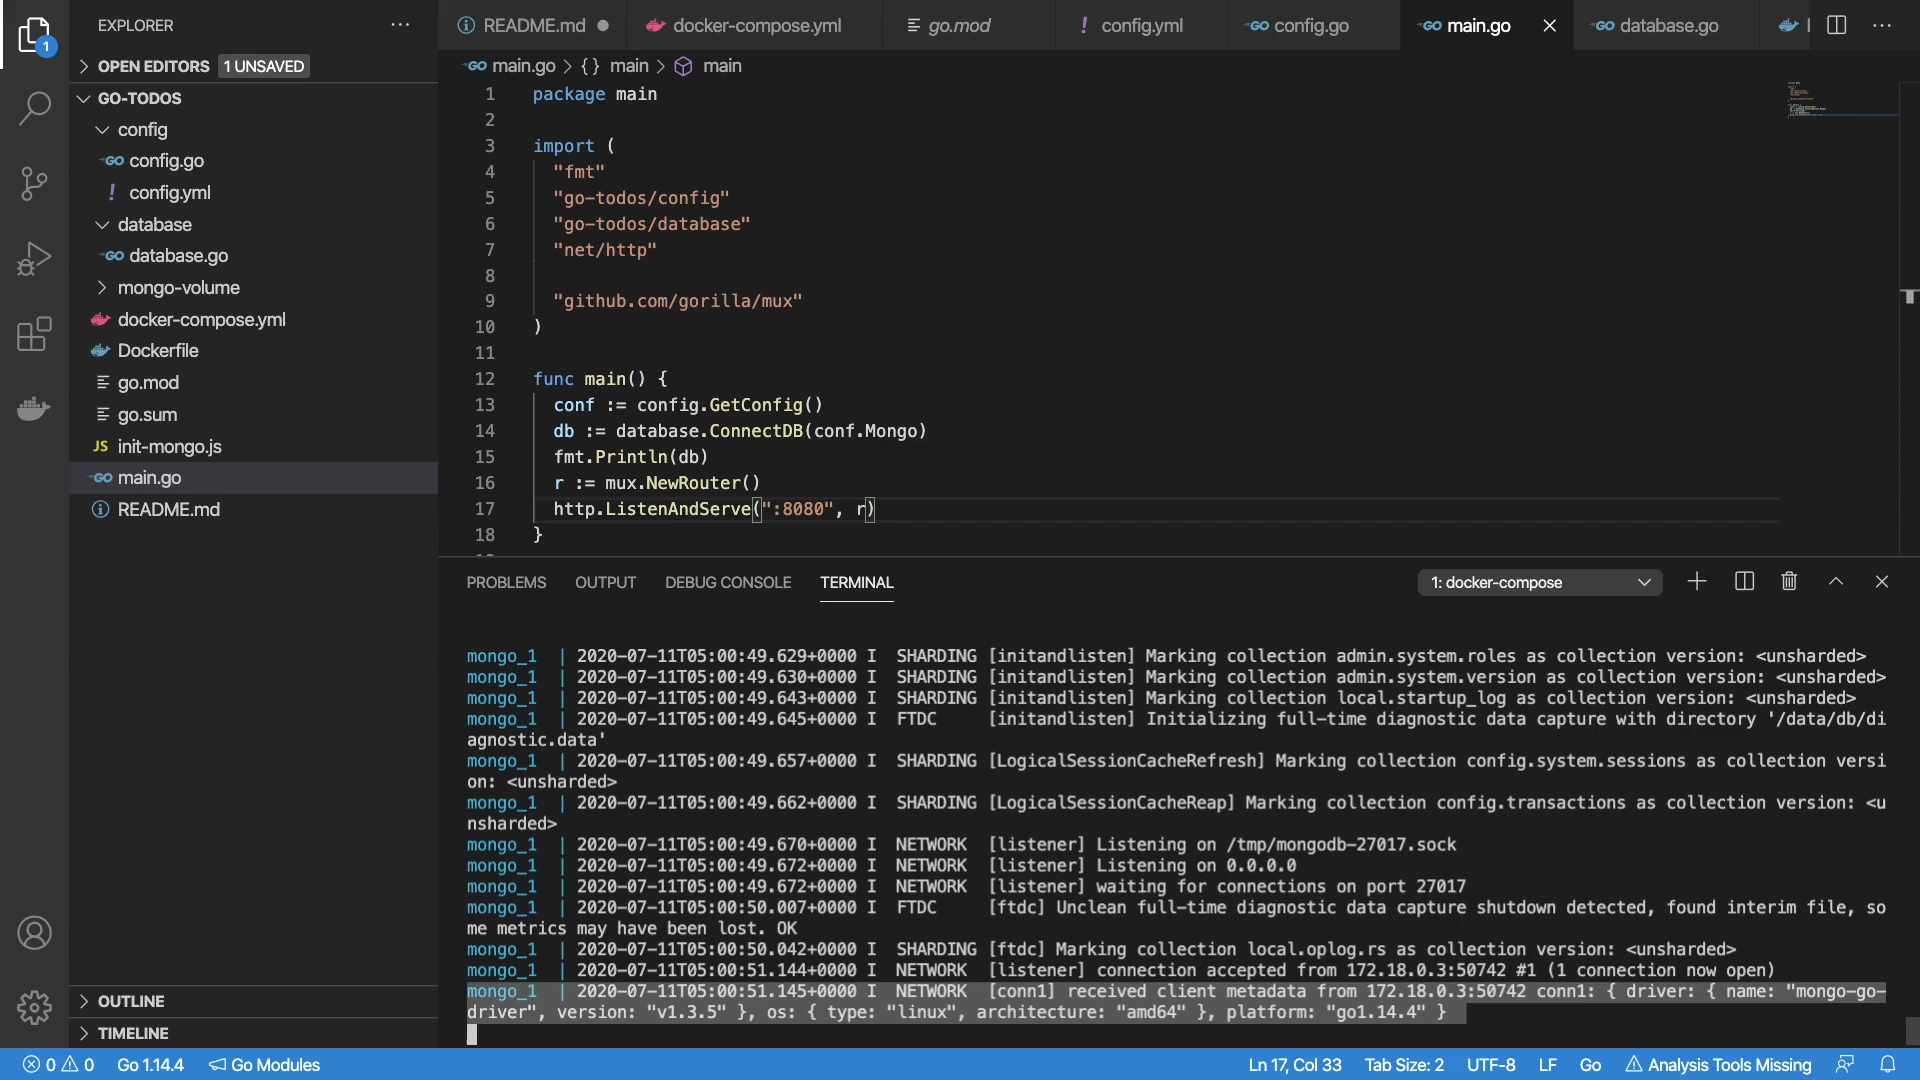 EXPLORER
1
OPEN EDITORS 1 UNSAVED
GO-TODOS
config
config.go
! config.yml
database
database.go
mongo-volume
docker-compose.yml
Dockerfile
go.mod
go.sum
JS init-mongo.js
main.go
README.md
OUTLINE
TIMELINE
README.md
docker-compose.yml
go.mod
! config.yml
config.go
main.go
database.go
main.go > {} main > main
1 package main
2
3 import (
4 "fmt"
5 "go-todos/config"
6 "go-todos/database"
7 "net/http"
8
9 "github.com/gorilla/mux"
10 )
11
12 func main() {
13 conf := config.GetConfig()
14 db := database.ConnectDB(conf.Mongo)
15 fmt.Println(db)
16 r := mux.NewRouter()
17 http.ListenAndServe(":8080", r)
18 }
PROBLEMS OUTPUT DEBUG CONSOLE TERMINAL 1: docker-compose
mongo_1 | 2020-07-11T05:00:49.629+0000 I SHARDING [initandlisten] Marking collection admin.system.roles as collection version: <unsharded>
mongo_1 | 2020-07-11T05:00:49.630+0000 I SHARDING [initandlisten] Marking collection admin.system.version as collection version: <unsharded>
mongo_1 | 2020-07-11T05:00:49.643+0000 I SHARDING [initandlisten] Marking collection local.startup_log as collection version: <unsharded>
mongo_1 | 2020-07-11T05:00:49.645+0000 I FTDC [initandlisten] Initializing full-time diagnostic data capture with directory '/data/db/di
agnostic.data'
mongo_1 | 2020-07-11T05:00:49.657+0000 I SHARDING [LogicalSessionCacheRefresh] Marking collection config.system.sessions as collection versi
on: <unsharded>
mongo_1 | 2020-07-11T05:00:49.662+0000 I SHARDING [LogicalSessionCacheReap] Marking collection config.transactions as collection version: <u
nsharded>
mongo_1 | 2020-07-11T05:00:49.670+0000 I NETWORK [listener] Listening on /tmp/mongodb-27017.sock
mongo_1 | 2020-07-11T05:00:49.672+0000 I NETWORK [listener] Listening on 0.0.0.0
mongo_1 | 2020-07-11T05:00:49.672+0000 I NETWORK [listener] waiting for connections on port 27017
mongo_1 | 2020-07-11T05:00:50.007+0000 I FTDC [ftdc] Unclean full-time diagnostic data capture shutdown detected, found interim file, so
me metrics may have been lost. OK
mongo_1 | 2020-07-11T05:00:50.042+0000 I SHARDING [ftdc] Marking collection local.oplog.rs as collection version: <unsharded>
mongo_1 | 2020-07-11T05:00:51.144+0000 I NETWORK [listener] connection accepted from 172.18.0.3:50742 #1 (1 connection now open)
mongo_1 | 2020-07-11T05:00:51.145+0000 I NETWORK [conn1] received client metadata from 172.18.0.3:50742 conn1: { driver: { name: "mongo-go-
driver", version: "v1.3.5" }, os: { type: "linux", architecture: "amd64" }, platform: "go1.14.4" }
0 0 Go 1.14.4 Go Modules Ln 17, Col 33 Tab Size: 2 UTF-8 LF Go Analysis Tools Missing